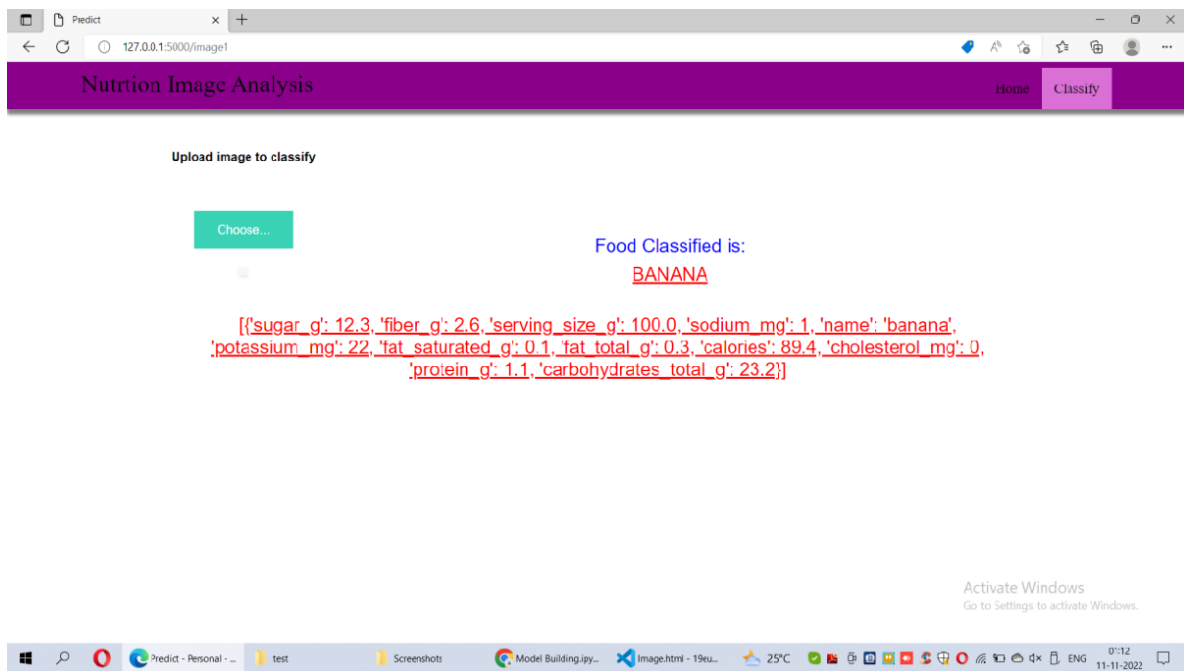 Predict
127.0.0.1:5000/image1
Nutrtion Image Analysis
Home
Classify
Upload image to classify
Choose...
Food Classified is:
BANANA
[{'sugar_g': 12.3, 'fiber_g': 2.6, 'serving_size_g': 100.0, 'sodium_mg': 1, 'name': 'banana',
'potassium_mg': 22, 'fat_saturated_g': 0.1, 'fat_total_g': 0.3, 'calories': 89.4, 'cholesterol_mg': 0,
'protein_g': 1.1, 'carbohydrates_total_g': 23.2}]
Activate Windows
Go to Settings to activate Windows.
Predict - Personal - ...
test
Screenshots
Model Building.ipy...
Image.html - 19eu...
25°C
ENG
01:12
11-11-2022